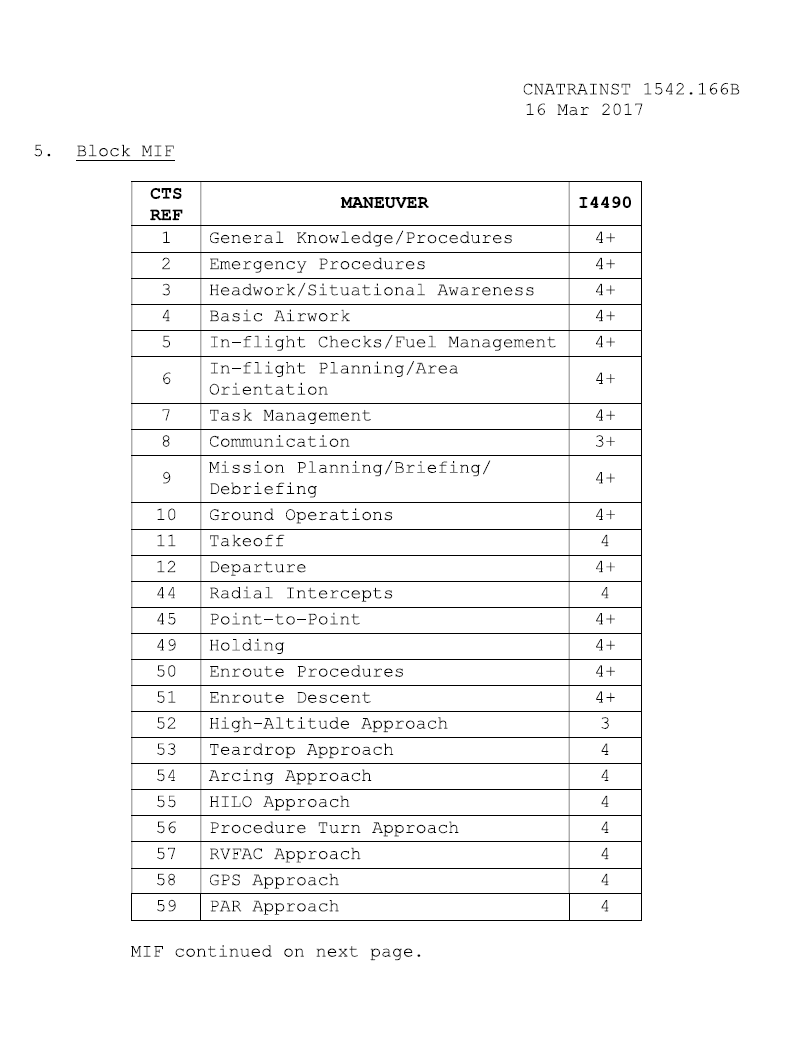 CNATRAINST 1542.166B
16 Mar 2017
5. Block MIF
CTS REF MANEUVER I4490
1 General Knowledge/Procedures 4+
2 Emergency Procedures 4+
3 Headwork/Situational Awareness 4+
4 Basic Airwork 4+
5 In-flight Checks/Fuel Management 4+
6 In-flight Planning/Area
Orientation 4+
7 Task Management 4+
8 Communication 3+
9 Mission Planning/Briefing/
Debriefing 4+
10 Ground Operations 4+
11 Takeoff 4
12 Departure 4+
44 Radial Intercepts 4
45 Point-to-Point 4+
49 Holding 4+
50 Enroute Procedures 4+
51 Enroute Descent 4+
52 High-Altitude Approach 3
53 Teardrop Approach 4
54 Arcing Approach 4
55 HILO Approach 4
56 Procedure Turn Approach 4
57 RVFAC Approach 4
58 GPS Approach 4
59 PAR Approach 4
MIF continued on next page.